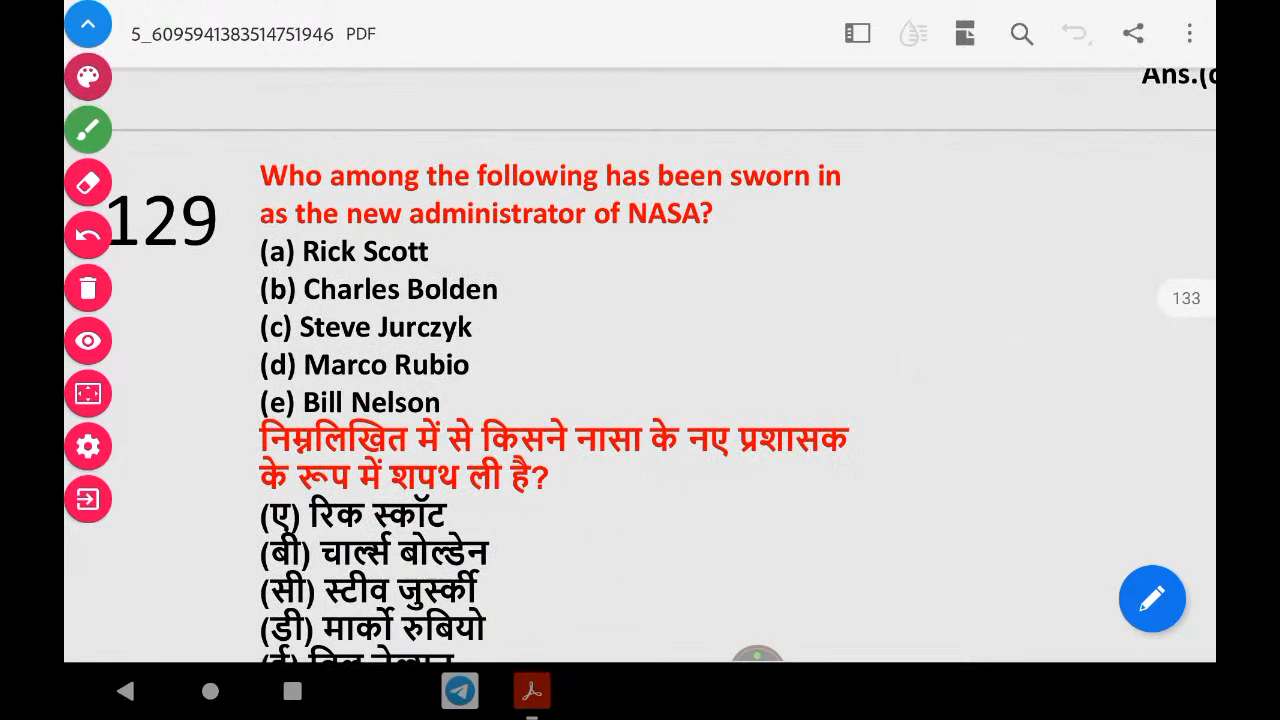 5_6095941383514751946 PDF
Ans.(
129
Who among the following has been sworn in
as the new administrator of NASA?
(a) Rick Scott
(b) Charles Bolden
(c) Steve Jurczyk
(d) Marco Rubio
(e) Bill Nelson
133
निम्नलिखित में से किसने नासा के नए प्रशासक
के रूप में शपथ ली है?
(ए) रिक स्कॉट
(बी) चार्ल्स बोल्डेन
(सी) स्टीव जुर्स्की
(डी) मार्को रुबियो